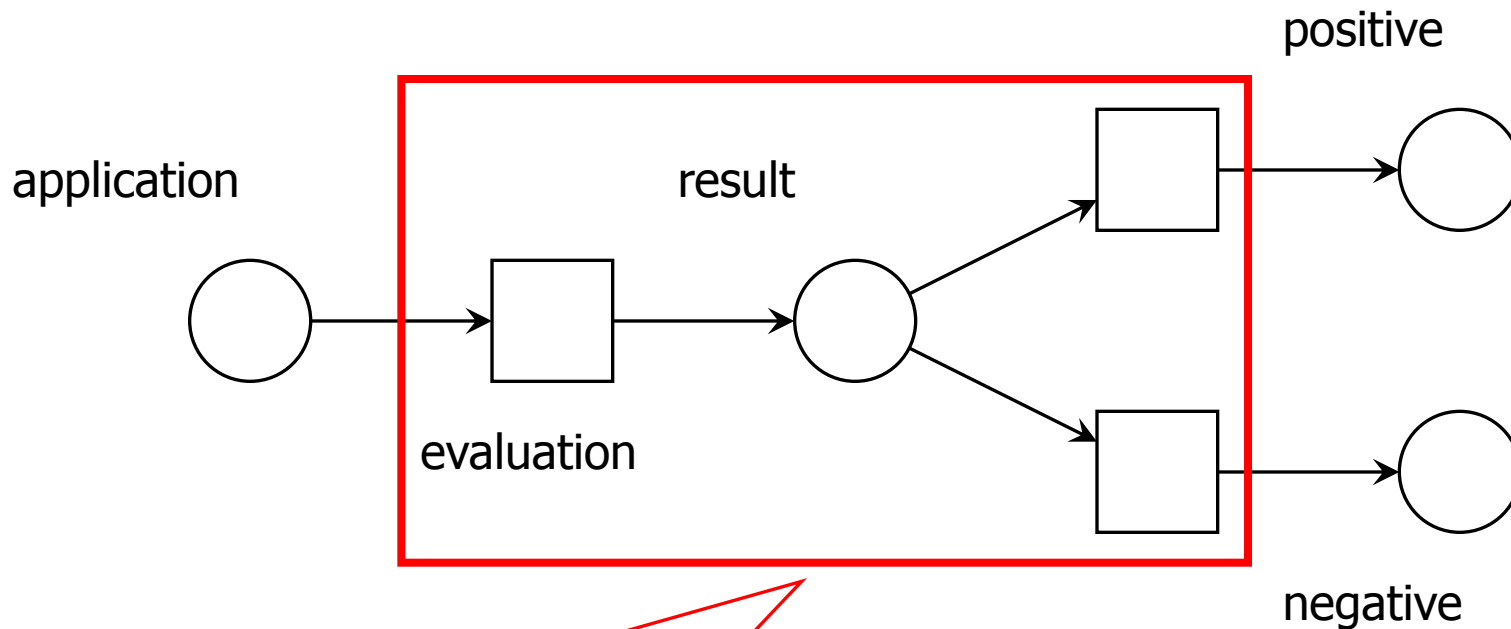 positive
application
result
evaluation
negative